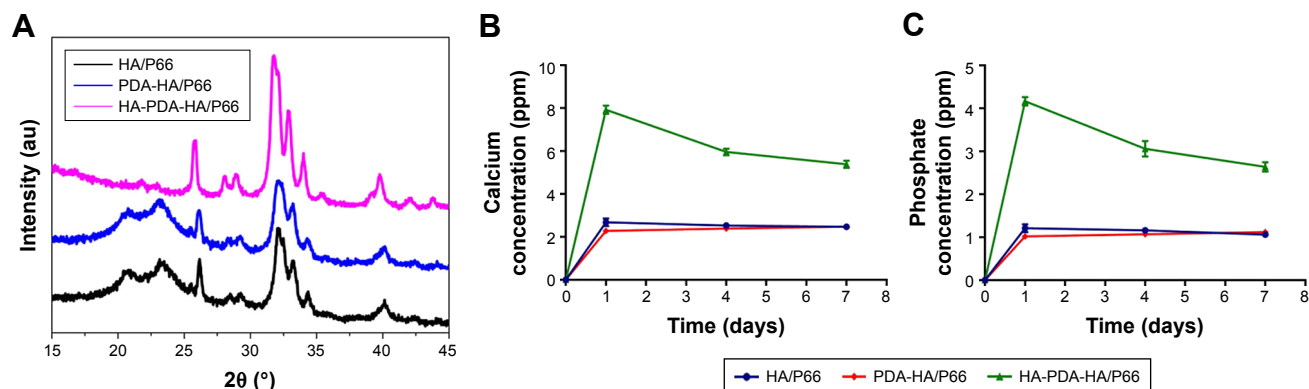 A
HA/P66
PDA-HA/P66
HA-PDA-HA/P66
Intensity (au)
15 20 25 30 35 40 45
2θ (°)
B
Calcium
concentration (ppm)
10
8
6
4
2
0
0 1 2 3 4 5 6 7 8
Time (days)
C
Phosphate
concentration (ppm)
5
4
3
2
1
0
0 1 2 3 4 5 6 7 8
Time (days)
HA/P66 PDA-HA/P66 HA-PDA-HA/P66